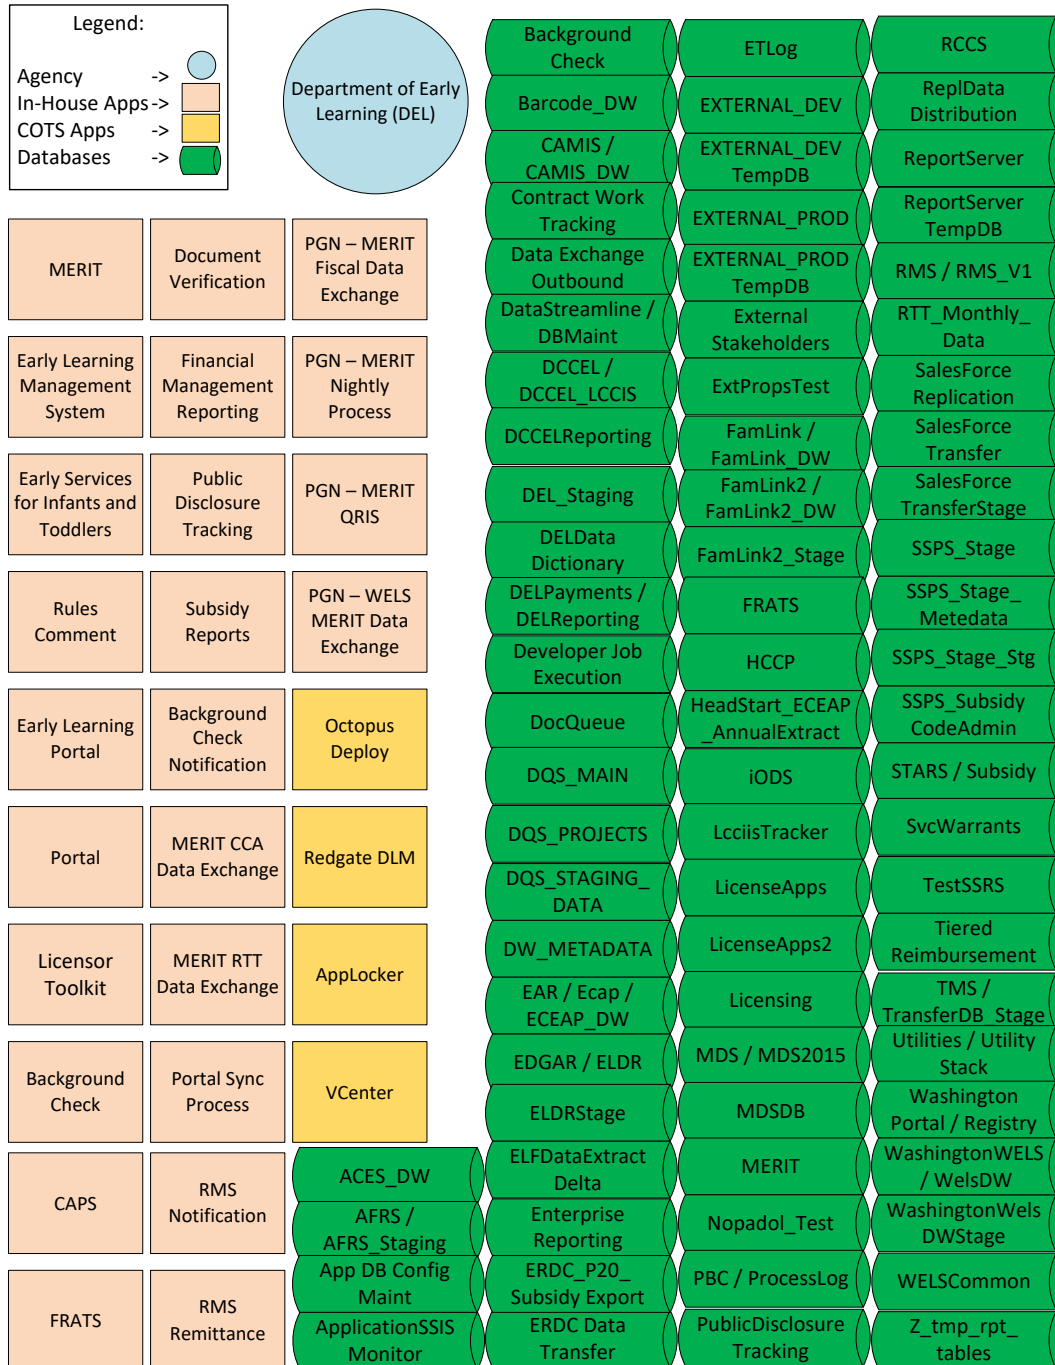 Legend:
Agency ->
In-House Apps->
COTS Apps ->
Databases ->
Department of Early
Learning (DEL)
MERIT
Document
Verification
PGN – MERIT
Fiscal Data
Exchange
Early Learning
Management
System
Financial
Management
Reporting
PGN – MERIT
Nightly
Process
Early Services
for Infants and
Toddlers
Public
Disclosure
Tracking
PGN – MERIT
QRIS
Rules
Comment
Subsidy
Reports
PGN – WELS
MERIT Data
Exchange
Early Learning
Portal
Background
Check
Notification
Octopus
Deploy
Portal
MERIT CCA
Data Exchange
Redgate DLM
Licensor
Toolkit
MERIT RTT
Data Exchange
AppLocker
Background
Check
Portal Sync
Process
VCenter
CAPS
RMS
Notification
FRATS
RMS
Remittance
ACES_DW
AFRS /
AFRS_Staging
App DB Config
Maint
ApplicationSSIS
Monitor
Background
Check
Barcode_DW
CAMIS /
CAMIS_DW
Contract Work
Tracking
Data Exchange
Outbound
DataStreamline /
DBMaint
DCCEL /
DCCEL_LCCIS
DCCELReporting
DEL_Staging
DELData
Dictionary
DELPayments /
DELReporting
Developer Job
Execution
DocQueue
DQS_MAIN
DQS_PROJECTS
DQS_STAGING_
DATA
DW_METADATA
EAR / Ecap /
ECEAP_DW
EDGAR / ELDR
ELDRStage
ELFDataExtract
Delta
Enterprise
Reporting
ERDC_P20_
Subsidy Export
ERDC Data
Transfer
ETLog
EXTERNAL_DEV
EXTERNAL_DEV
TempDB
EXTERNAL_PROD
EXTERNAL_PROD
TempDB
External
Stakeholders
ExtPropsTest
FamLink /
FamLink_DW
FamLink2 /
FamLink2_DW
FamLink2_Stage
FRATS
HCCP
HeadStart_ECEAP
_AnnualExtract
iODS
LcciisTracker
LicenseApps
LicenseApps2
Licensing
MDS / MDS2015
MDSDB
MERIT
Nopadol_Test
PBC / ProcessLog
PublicDisclosure
Tracking
RCCS
ReplData
Distribution
ReportServer
ReportServer
TempDB
RMS / RMS_V1
RTT_Monthly_
Data
SalesForce
Replication
SalesForce
Transfer
SalesForce
TransferStage
SSPS_Stage
SSPS_Stage_
Metedata
SSPS_Stage_Stg
SSPS_Subsidy
CodeAdmin
STARS / Subsidy
SvcWarrants
TestSSRS
Tiered
Reimbursement
TMS /
TransferDB_Stage
Utilities / Utility
Stack
Washington
Portal / Registry
WashingtonWELS
/ WelsDW
WashingtonWels
DWStage
WELSCommon
Z_tmp_rpt_
tables